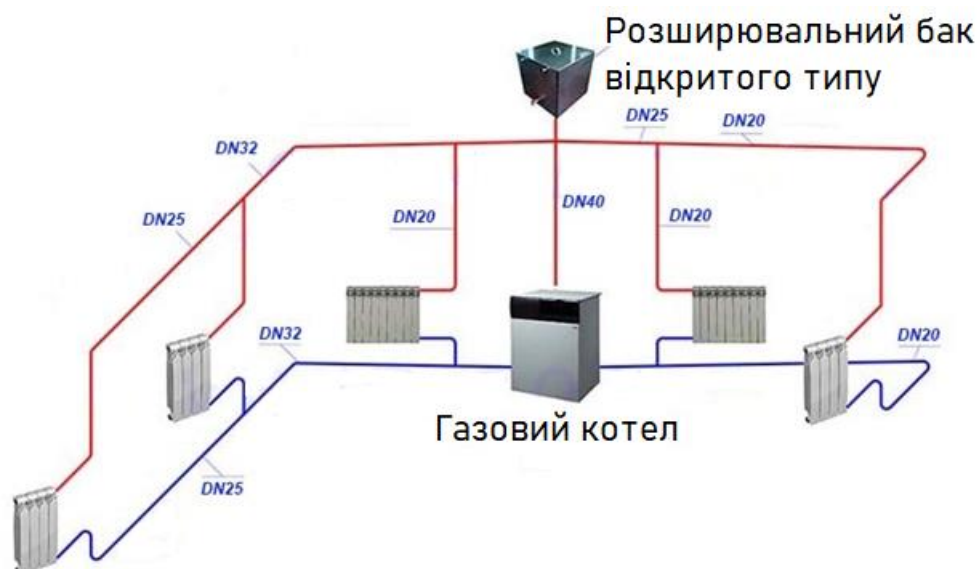 Розширювальний бак
відкритого типу
DN25
DN20
DN32
DN25
DN20
DN40
DN20
DN32
DN20
Газовий котел
DN25